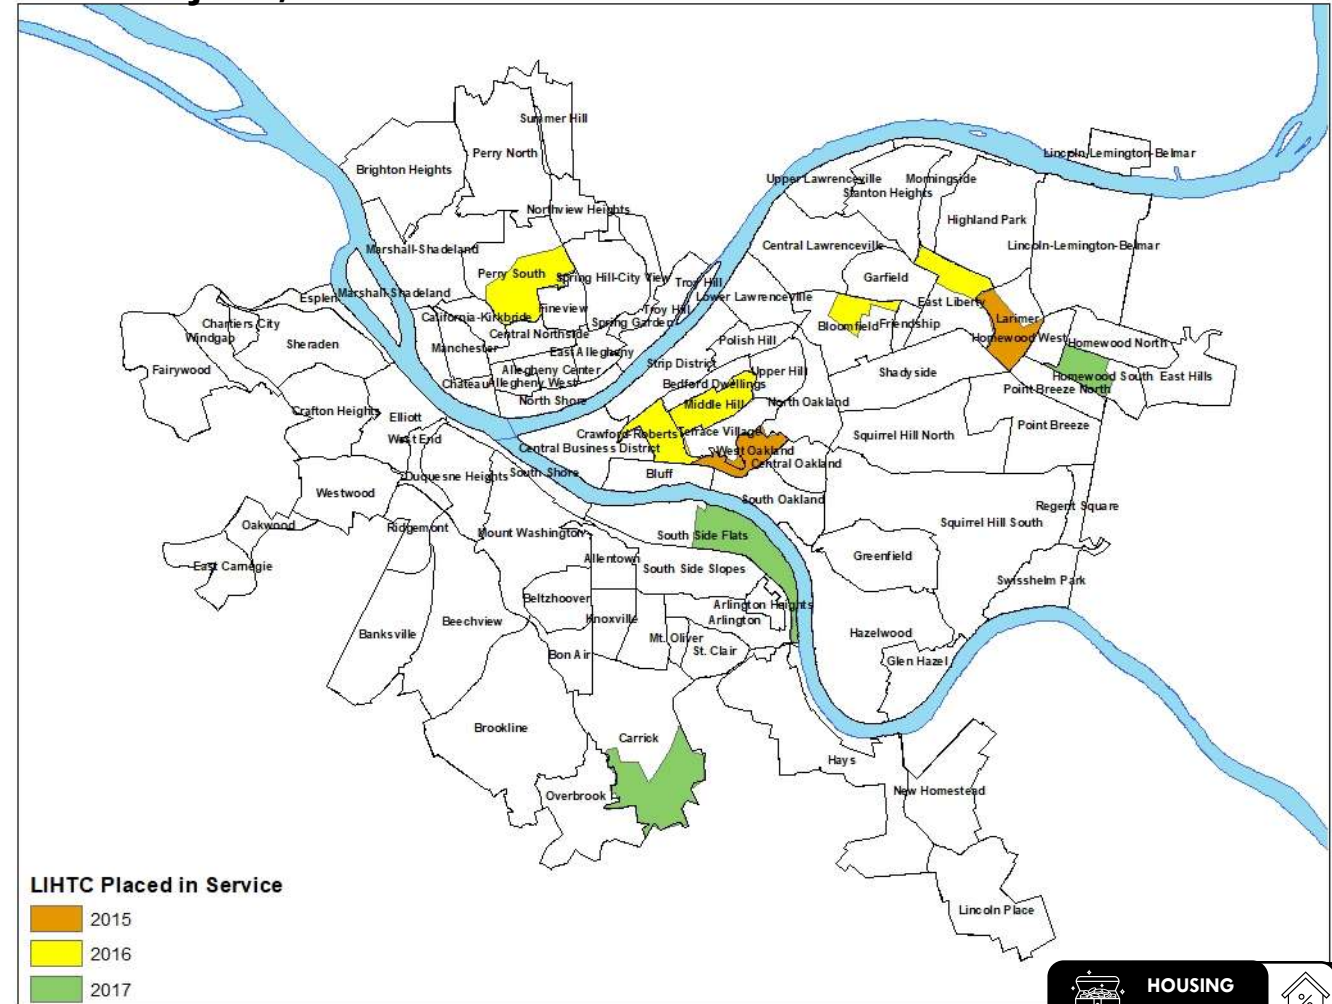 Summer Hill
Perry North
Lincoln-Lemington-Belmar
Brighton Heights
Upper Lawrenceville
Morningside
Stanton Heights
Northview Heights
Highland Park
Marshall-Shadeland
Central Lawrenceville
Lincoln-Lemington-Belmar
Perry South
Spring Hill-City View
Garfield
Troy Hill
Esplen
Marshall-Shadeland
Lower Lawrenceville
East Liberty
Fineview
Troy Hill
California-Kirkbride
Larimer
Chartiers City
Spring Garden
Bloomfield
Friendship
Windgap
Central Northside
Homewood West
Sheraden
Polish Hill
Homewood North
Manchester
East Allegheny
Strip District
Fairywood
Allegheny Center
Upper Hill
Shadyside
Chateau
Allegheny West
Bedford Dwellings
Homewood South
East Hills
Point Breeze North
North Shore
Middle Hill
North Oakland
Crafton Heights
Elliott
Point Breeze
Crawford-Roberts
Terrace Village
Squirrel Hill North
West End
Central Business District
West Oakland
Central Oakland
Duquesne Heights
South Shore
Bluff
Westwood
South Oakland
Regent Square
Oakwood
Ridgemont
Mount Washington
South Side Flats
Squirrel Hill South
Allentown
Greenfield
East Carnegie
South Side Slopes
Swisshelm Park
Beltzhoover
Arlington Heights
Knoxville
Arlington
Beechview
Banksville
Mt. Oliver
Hazelwood
St. Clair
Bon Air
Glen Hazel
Brookline
Carrick
Hays
Overbrook
New Homestead
Lincoln Place
LIHTC Placed in Service
2015
2016
2017
HOUSING
%